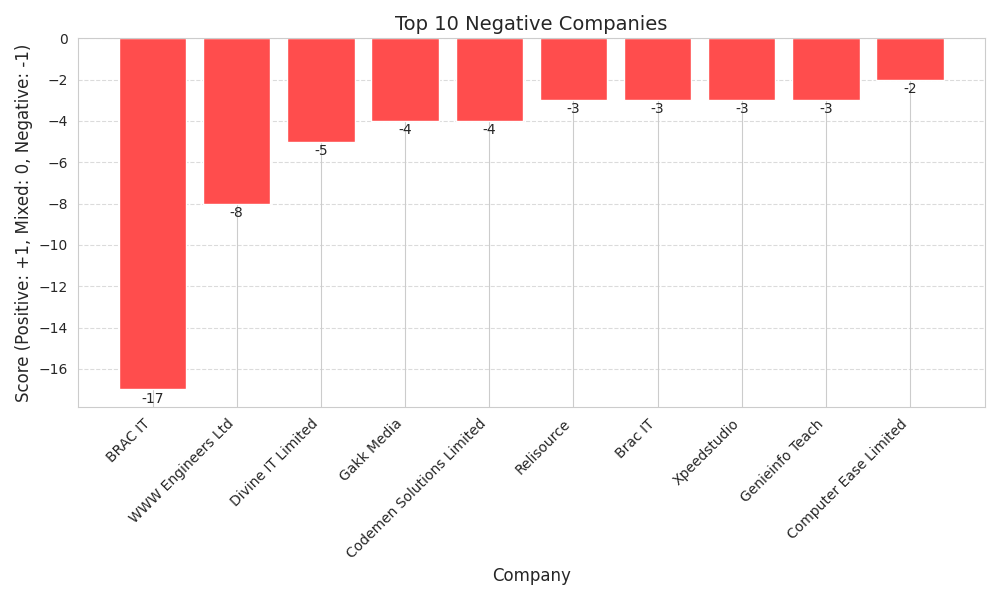 Top 10 Negative Companies
Score (Positive: +1, Mixed: 0, Negative: -1)
0
−2
−4
−6
−8
−10
−12
−14
−16
-17
-8
-5
-4
-4
-3
-3
-3
-3
-2
BRAC IT
WWW Engineers Ltd
Divine IT Limited
Gakk Media
Codemen Solutions Limited
Relisource
Brac IT
Xpeedstudio
Genieinfo Teach
Computer Ease Limited
Company